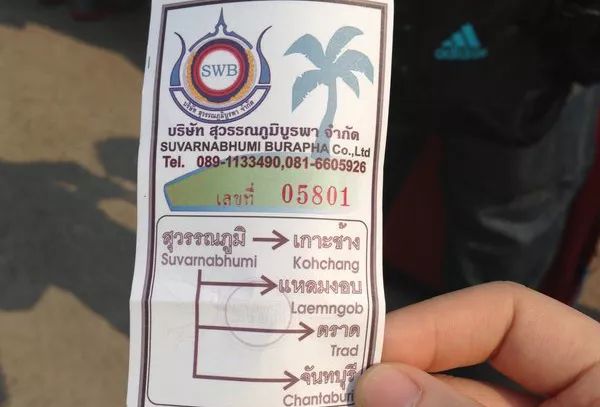 SWB
บริษัท สุวรรณภูมิบูรพา จำกัด
บริษัท สุวรรณภูมิบูรพา จำกัด
SUVARNABHUMI BURAPHA Co.,Ltd
Tel. 089-1133490,081-6605926
เลขที่ 05801
สุวรรณภูมิ เกาะช้าง
Suvarnabhumi Kohchang
แหลมงอบ
Laemngob
ตราด
Trad
จันทบุรี
Chantaburi
adidas